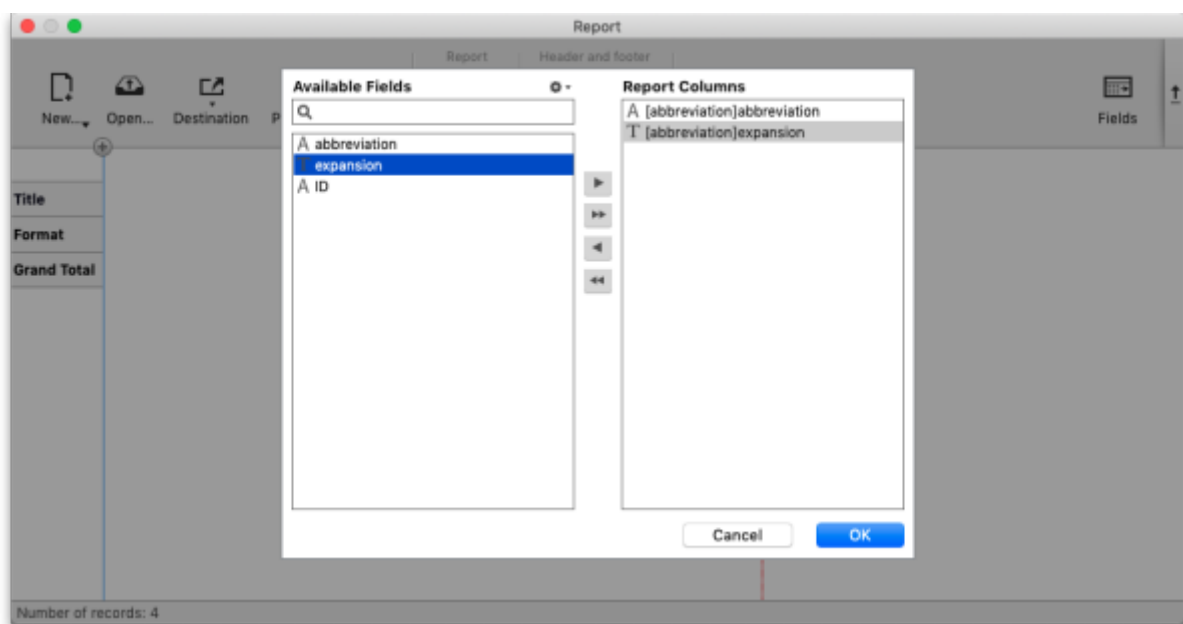 Report
Report Header and footer
New... Open... Destination P Fields
Title
Format
Grand Total
Available Fields
A abbreviation
T expansion
A ID
Report Columns
A [abbreviation]abbreviation
T [abbreviation]expansion
Cancel OK
Number of records: 4